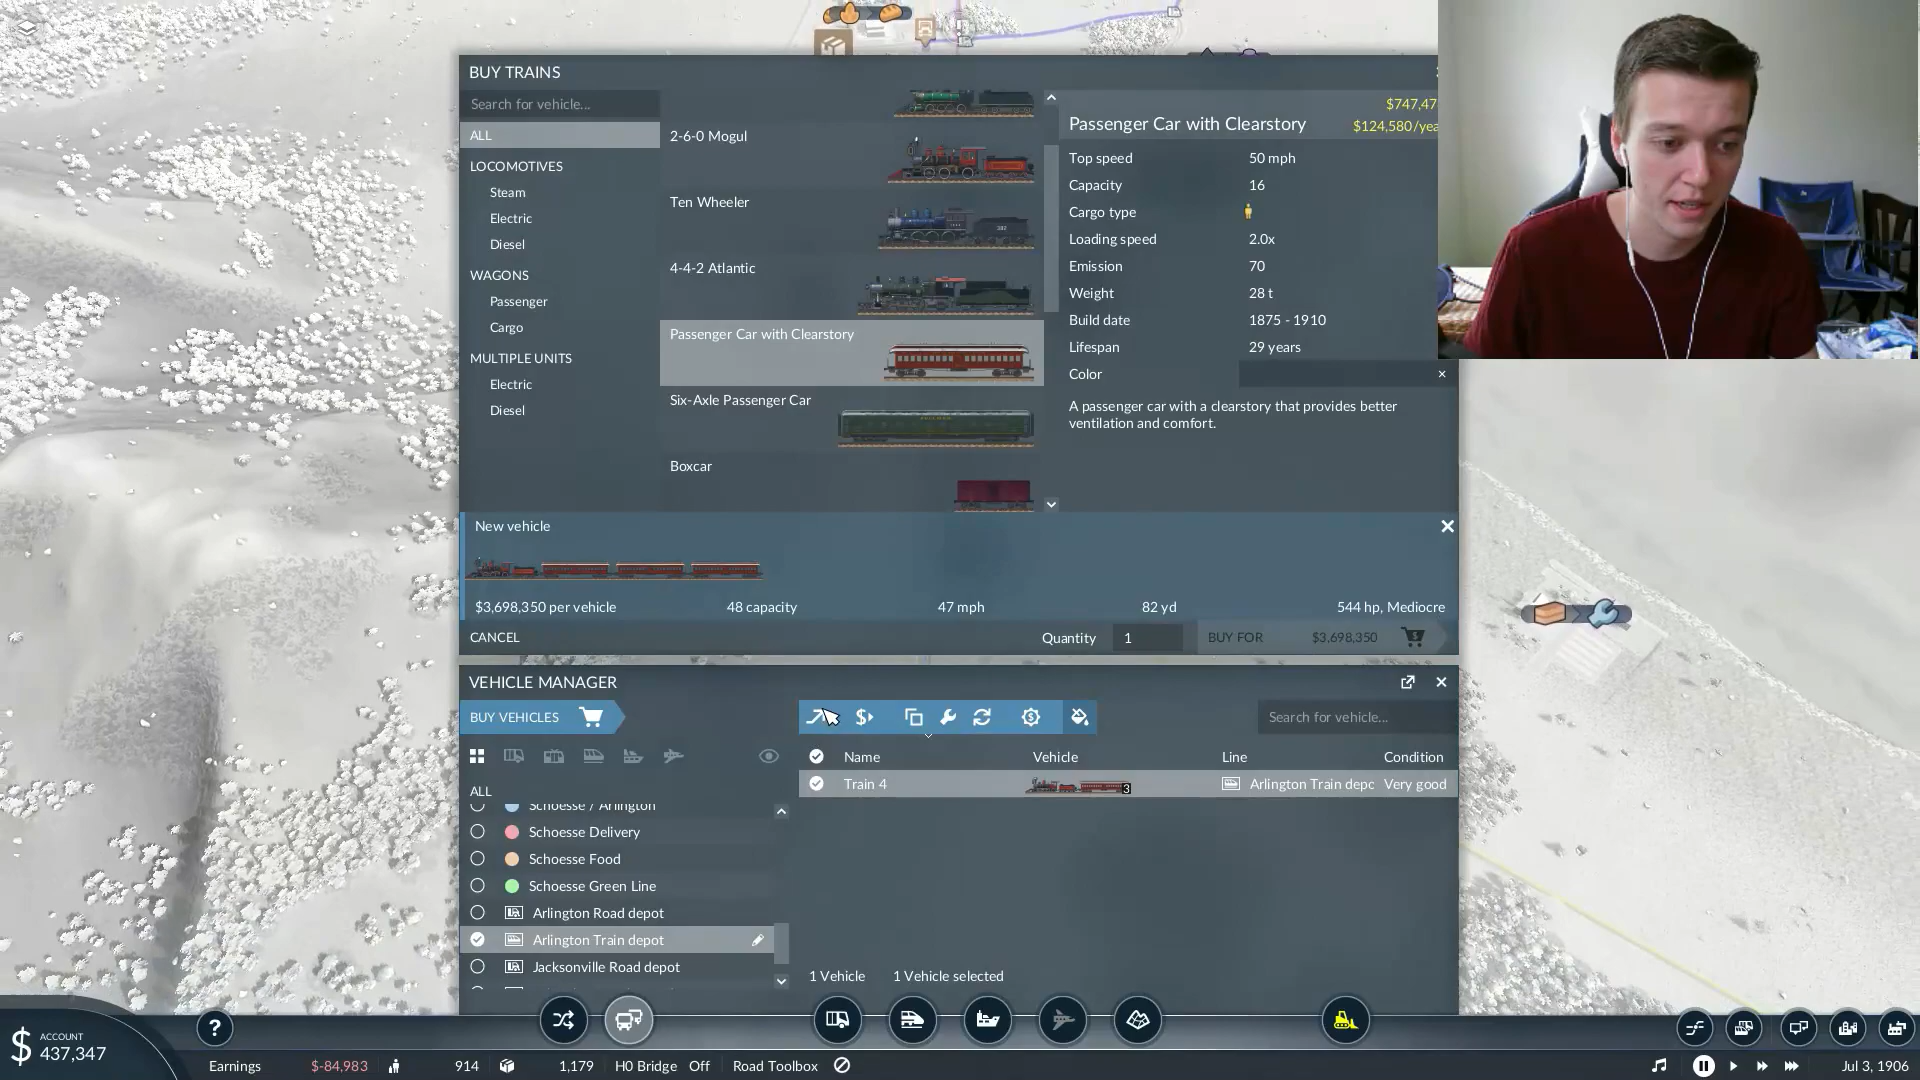 BUY TRAINS
Search for vehicle...
ALL
LOCOMOTIVES
Steam
Electric
Diesel
WAGONS
Passenger
Cargo
MULTIPLE UNITS
Electric
Diesel
2-6-0 Mogul
Ten Wheeler
4-4-2 Atlantic
Passenger Car with Clearstory
Six-Axle Passenger Car
Boxcar
$747,47
Passenger Car with Clearstory $124,580/yea
Top speed 50 mph
Capacity 16
Cargo type
Loading speed 2.0x
Emission 70
Weight 28 t
Build date 1875 - 1910
Lifespan 29 years
Color
A passenger car with a clearstory that provides better
ventilation and comfort.
New vehicle
$3,698,350 per vehicle 48 capacity 47 mph 82 yd 544 hp, Mediocre
CANCEL Quantity 1 BUY FOR $3,698,350
VEHICLE MANAGER
BUY VEHICLES
Search for vehicle...
ALL
Schoesse / Arlington
Schoesse Delivery
Schoesse Food
Schoesse Green Line
Arlington Road depot
Arlington Train depot
Jacksonville Road depot
Name Vehicle Line Condition
Train 4 3 Arlington Train depc Very good
1 Vehicle 1 Vehicle selected
$ ACCOUNT
437,347
?
Earnings $-84,983 914 1,179 H0 Bridge Off Road Toolbox
Jul 3, 1906